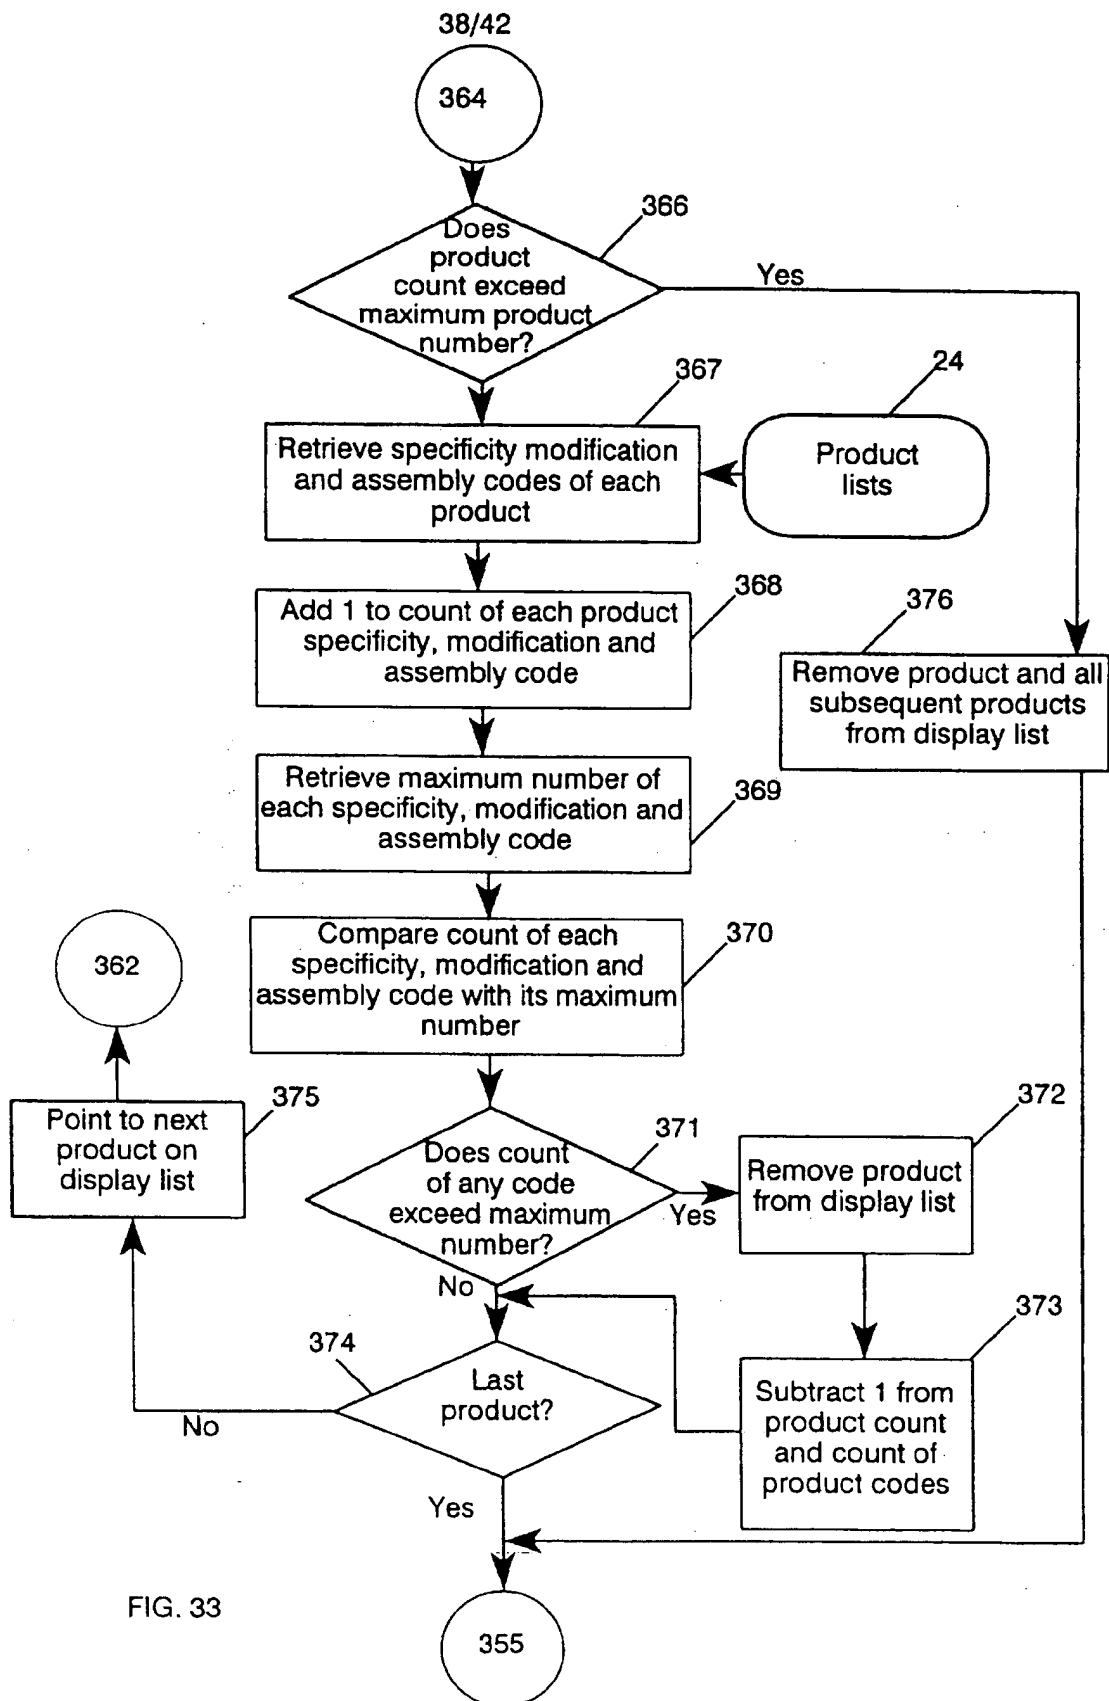 38/42
364
366
Does
product
count exceed
maximum product
number?
Yes
367
24
Retrieve specificity modification
and assembly codes of each
product
Product
lists
368
Add 1 to count of each product
specificity, modification and
assembly code
376
Remove product and all
subsequent products
from display list
Retrieve maximum number of
each specificity, modification and
assembly code
369
362
Compare count of each
specificity, modification and
assembly code with its maximum
number
370
375
Point to next
product on
display list
371
Does count
of any code
exceed maximum
number?
Yes
372
Remove product
from display list
No
374
Last
product?
No
373
Subtract 1 from
product count
and count of
product codes
Yes
FIG. 33
355